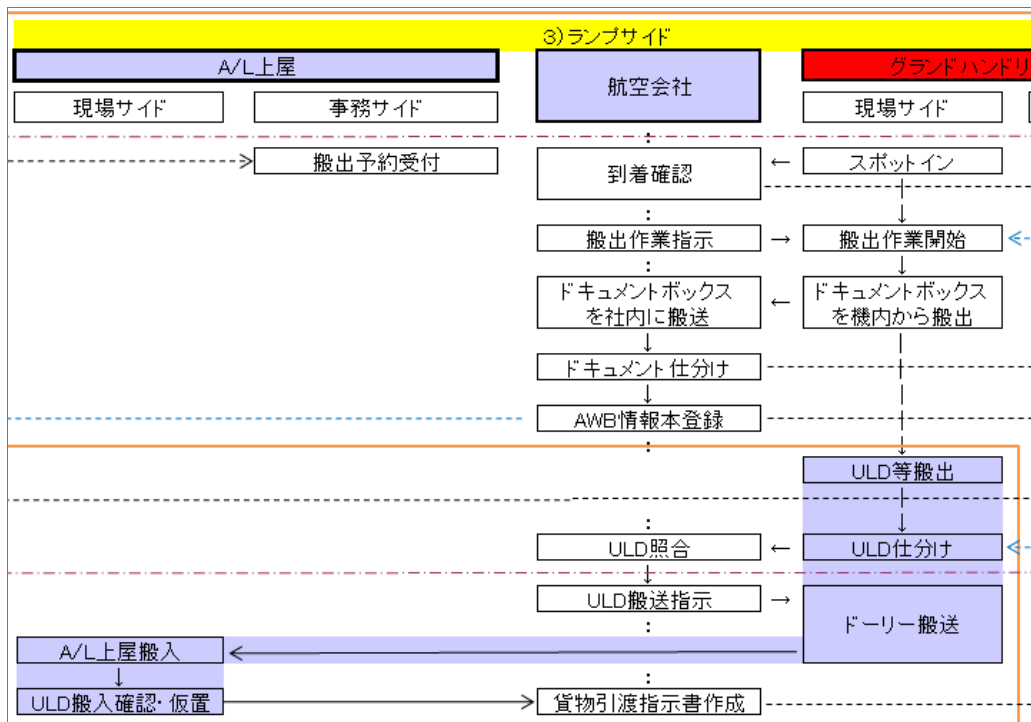 3)ランプサイド
A/L上屋
航空会社
グランドハンドリ
現場サイド
事務サイド
現場サイド
搬出予約受付
到着確認
スポットイン
搬出作業指示
搬出作業開始
ドキュメントボックス
を社内に搬送
ドキュメントボックス
を機内から搬出
ドキュメント仕分け
AWB情報本登録
ULD等搬出
ULD照合
ULD仕分け
ULD搬送指示
ドーリー搬送
A/L上屋搬入
ULD搬入確認・仮置
貨物引渡指示書作成